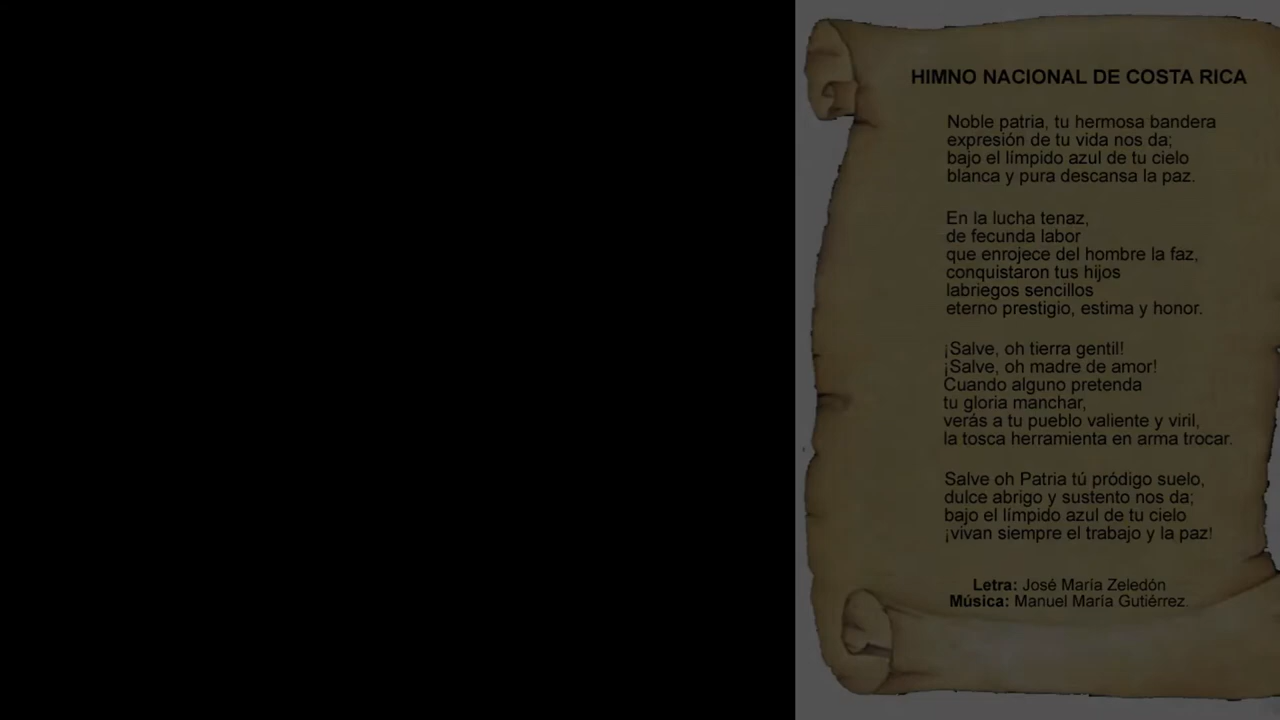 HIMNO NACIONAL DE COSTA RICA
Noble patria, tu hermosa bandera
expresión de tu vida nos da;
bajo el límpido azul de tu cielo
blanca y pura descansa la paz.
En la lucha tenaz,
de fecunda labor
que enrojece del hombre la faz,
conquistaron tus hijos
labriegos sencillos
eterno prestigio, estima y honor.
¡Salve, oh tierra gentil!
¡Salve, oh madre de amor!
Cuando alguno pretenda
tu gloria manchar,
verás a tu pueblo valiente y viril,
la tosca herramienta en arma trocar.
Salve oh Patria tú pródigo suelo,
dulce abrigo y sustento nos da;
bajo el límpido azul de tu cielo
¡vivan siempre el trabajo y la paz!
Letra: José María Zeledón
Música: Manuel María Gutiérrez